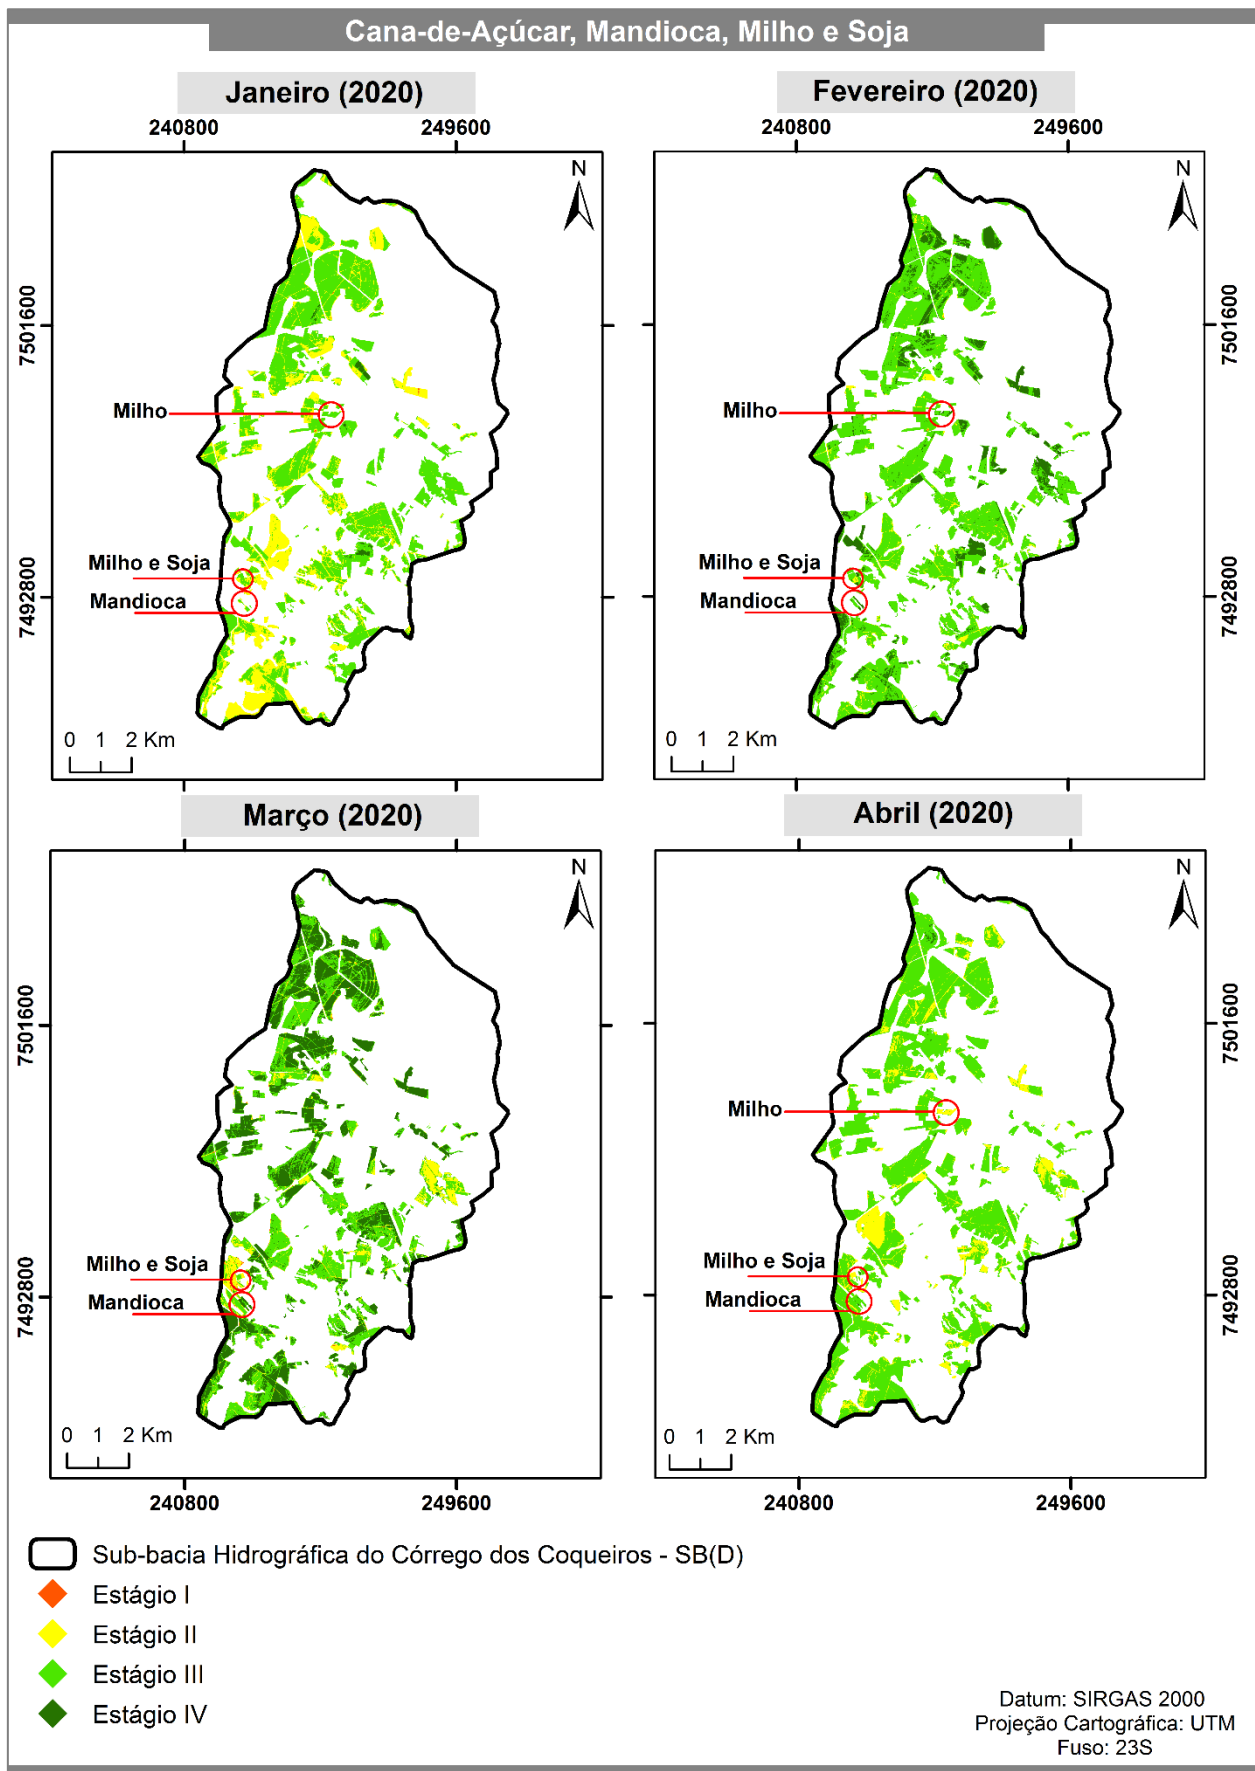 Cana-de-Açúcar, Mandioca, Milho e Soja
Janeiro (2020)
240800 249600
N
7501600
7492800
Milho
Milho e Soja
Mandioca
0 1 2 Km
Fevereiro (2020)
240800 249600
N
7501600
7492800
Milho
Milho e Soja
Mandioca
0 1 2 Km
Março (2020)
N
7501600
7492800
Milho e Soja
Mandioca
0 1 2 Km
240800 249600
Abril (2020)
N
7501600
7492800
Milho
Milho e Soja
Mandioca
0 1 2 Km
240800 249600
Sub-bacia Hidrográfica do Córrego dos Coqueiros - SB(D)
Estágio I
Estágio II
Estágio III
Estágio IV
Datum: SIRGAS 2000
Projeção Cartográfica: UTM
Fuso: 23S